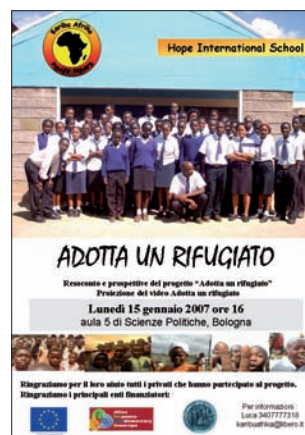 Karibu Afrika
Hope International School
ADOTTA UN RIFUGIATO
Resoconto e prospettive del progetto "Adotta un rifugiato"
Proiezione del video Adotta un rifugiato
Lunedì 15 gennaio 2007 ore 16
aula 5 di Scienze Politiche, Bologna
Ringraziamo per il loro aiuto tutti i privati che hanno partecipato al progetto.
Ringraziamo i principali enti finanziatori:
Per informazioni:
Luca 3407777318